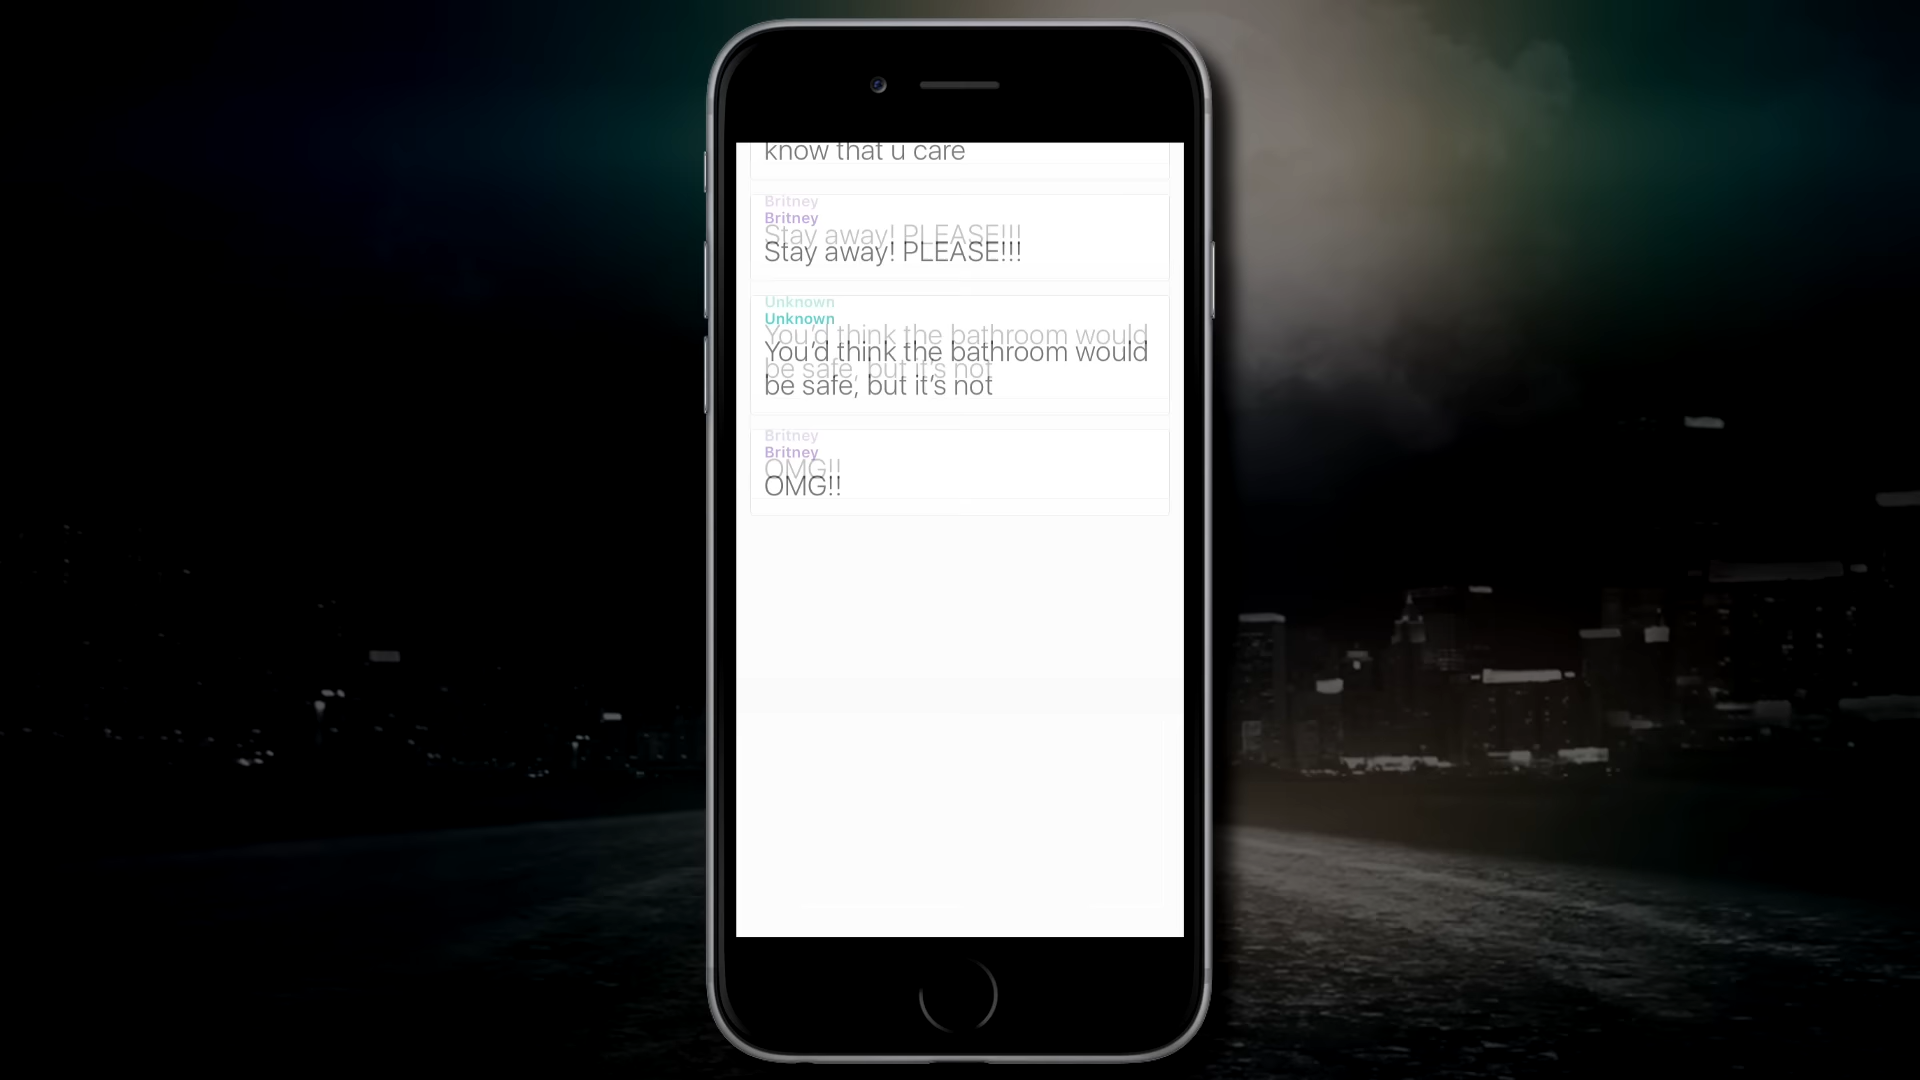 know that u care
Britney
Stay away! PLEASE!!!
Unknown
You'd think the bathroom would
be safe, but it's not
Britney
OMG!!